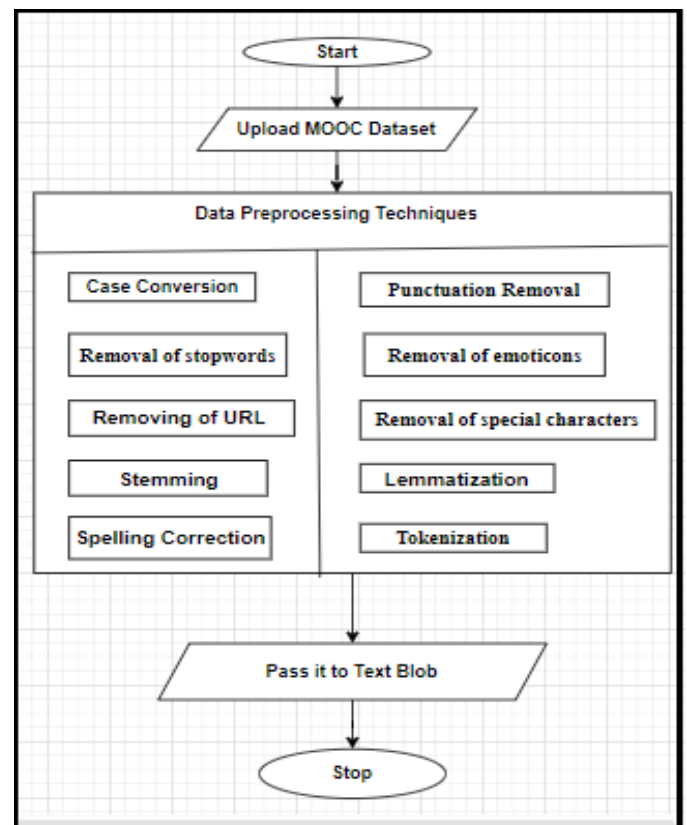 Start
Upload MOOC Dataset
Data Preprocessing Techniques
Case Conversion
Removal of stopwords
Removing of URL
Stemming
Spelling Correction
Punctuation Removal
Removal of emoticons
Removal of special characters
Lemmatization
Tokenization
Pass it to Text Blob
Stop